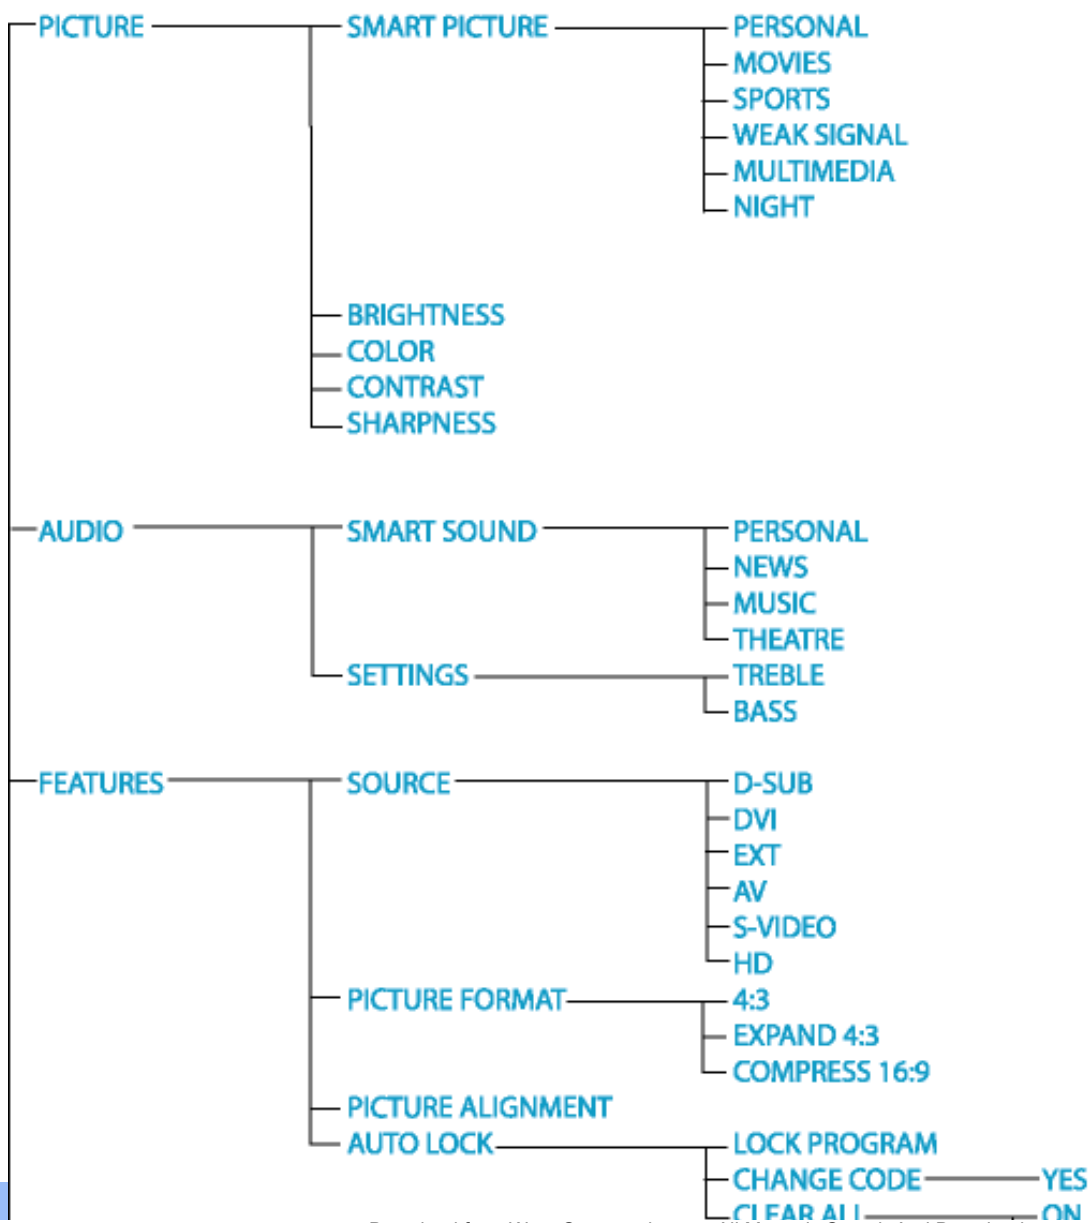 PICTURE SMART PICTURE PERSONAL
MOVIES
SPORTS
WEAK SIGNAL
MULTIMEDIA
NIGHT
BRIGHTNESS
COLOR
CONTRAST
SHARPNESS
AUDIO SMART SOUND PERSONAL
NEWS
MUSIC
THEATRE
SETTINGS TREBLE
BASS
FEATURES SOURCE D-SUB
DVI
EXT
AV
S-VIDEO
HD
PICTURE FORMAT 4:3
EXPAND 4:3
COMPRESS 16:9
PICTURE ALIGNMENT
AUTO LOCK LOCK PROGRAM
CHANGE CODE YES
CLEAR ALL ON